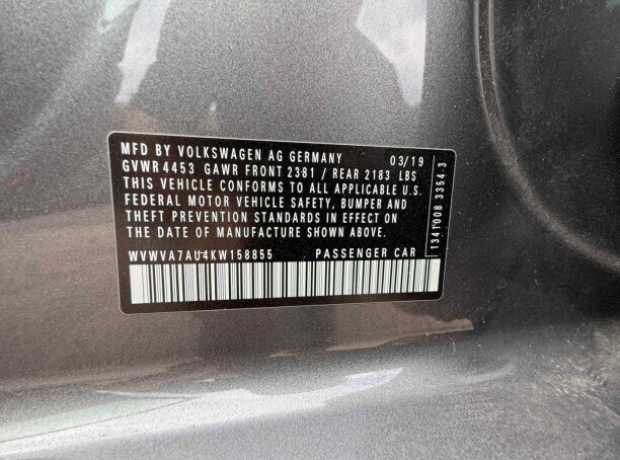 MFD BY VOLKSWAGEN AG GERMANY 03/19
GVWR 4453 GAWR FRONT 2381 / REAR 2183 LBS
THIS VEHICLE CONFORMS TO ALL APPLICABLE U.S.
FEDERAL MOTOR VEHICLE SAFETY, BUMPER AND
THEFT PREVENTION STANDARDS IN EFFECT ON
THE DATE OF MANUFACTURE SHOWN ABOVE.
WVWVA7AU4KW158855 PASSENGER CAR
1341008 3354.3